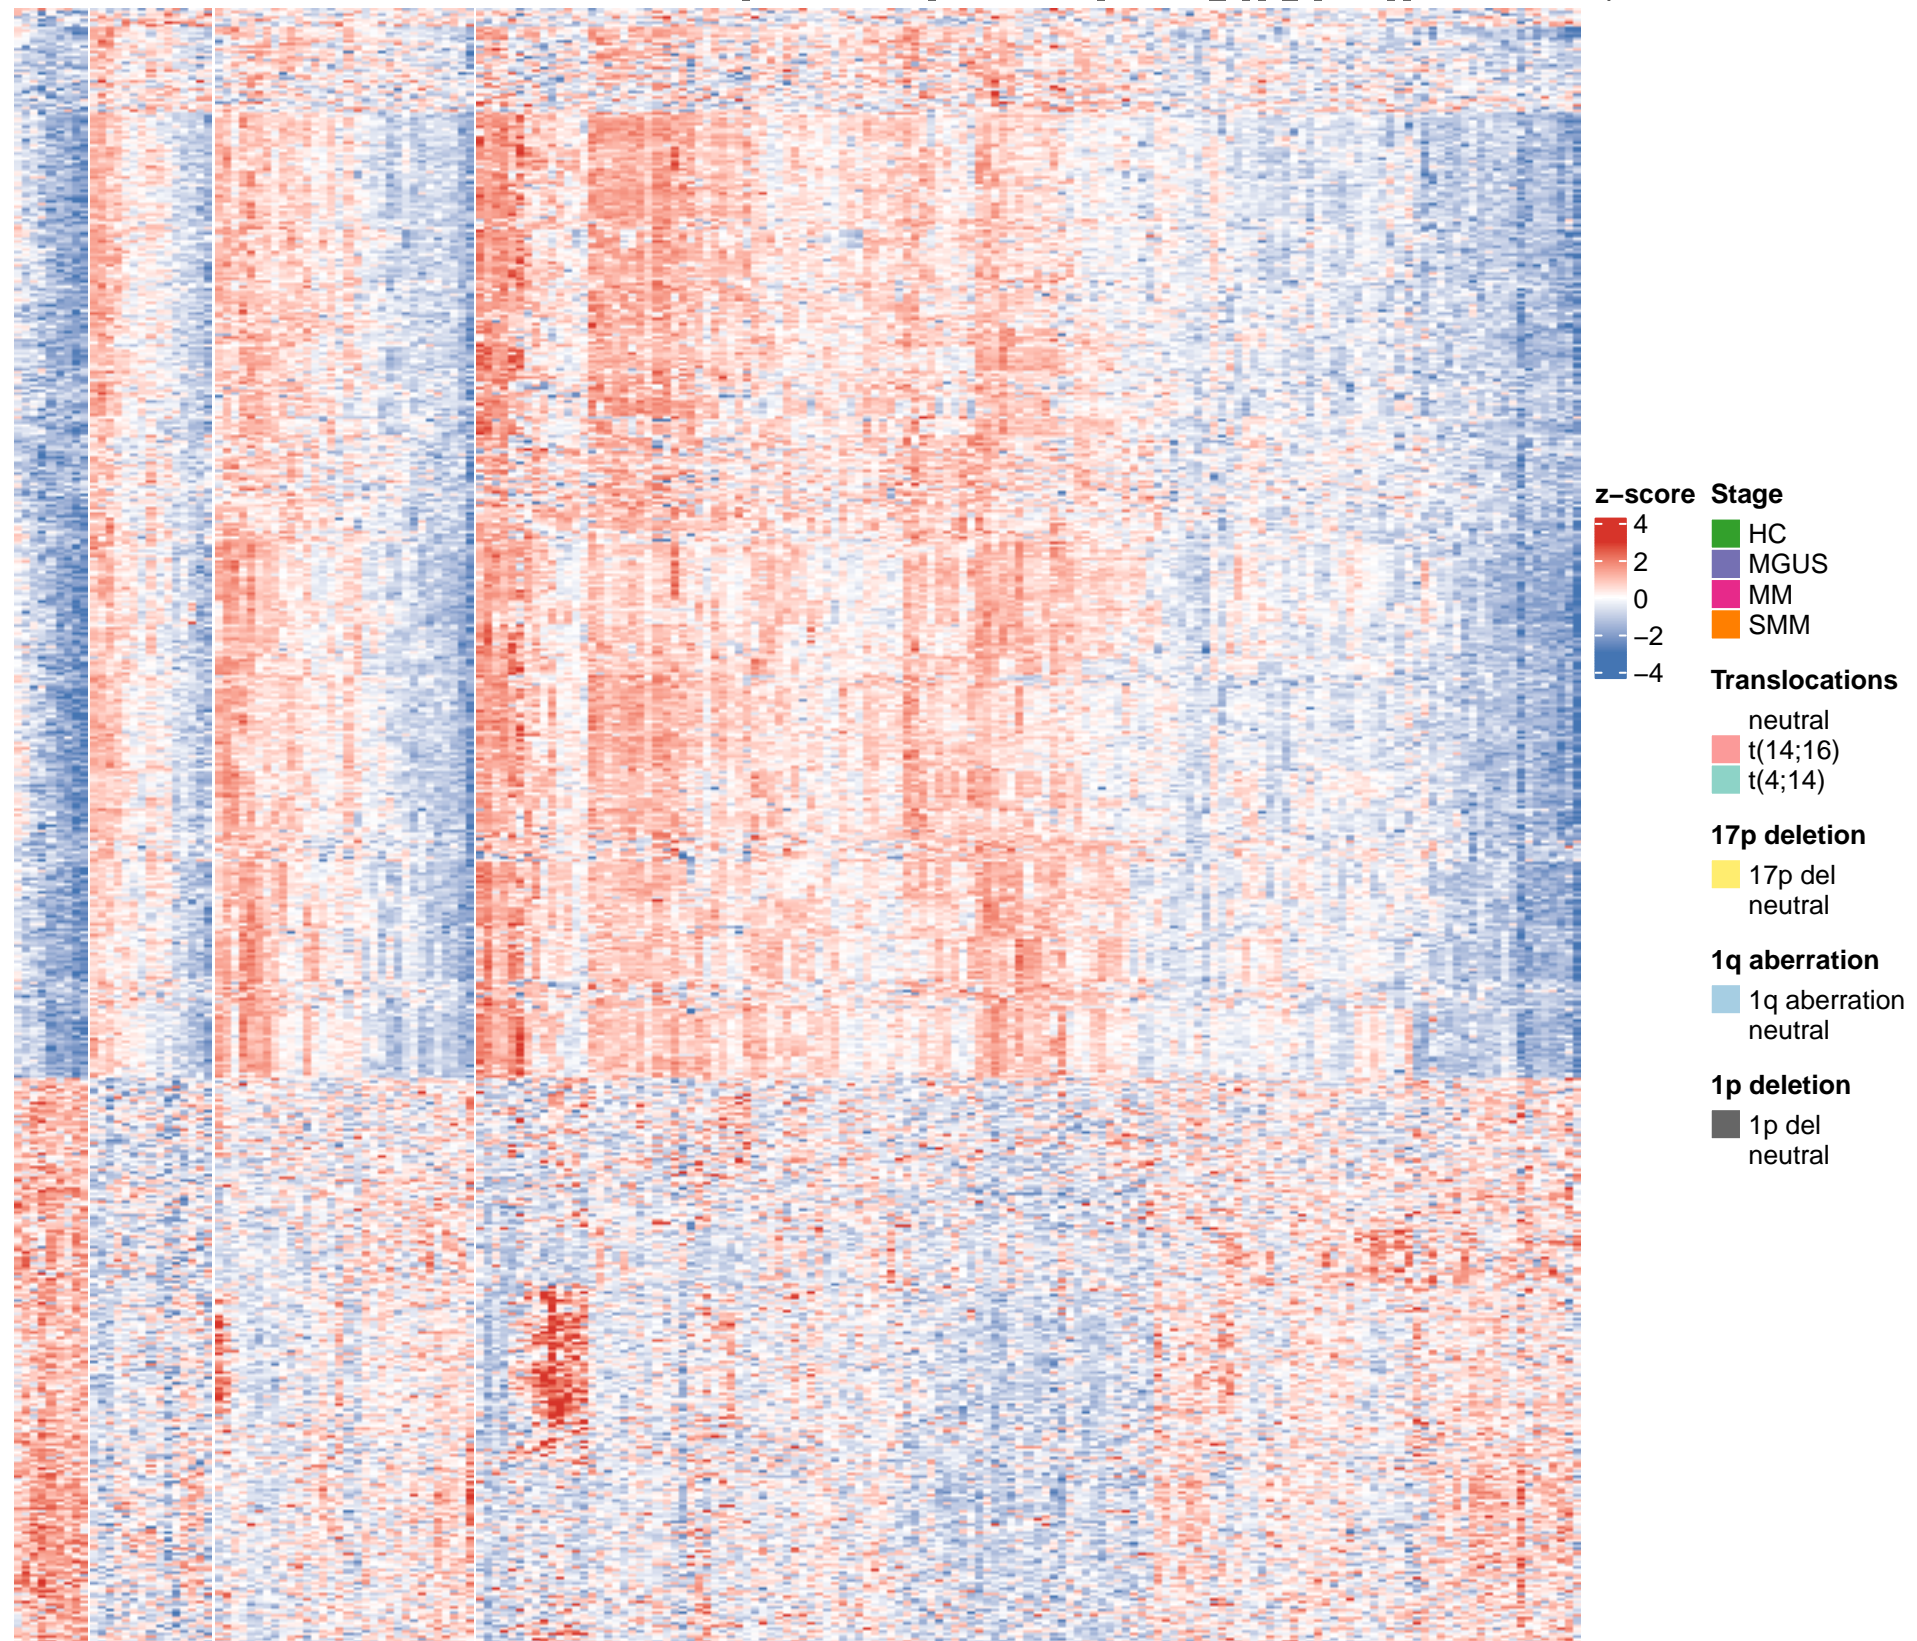 z−score
4
2
0
−2
−4
Stage
HC
MGUS
MM
SMM
Translocations
neutral
t(14;16)
t(4;14)
17p deletion
17p del
neutral
1q aberration
1q aberration
neutral
1p deletion
1p del
neutral